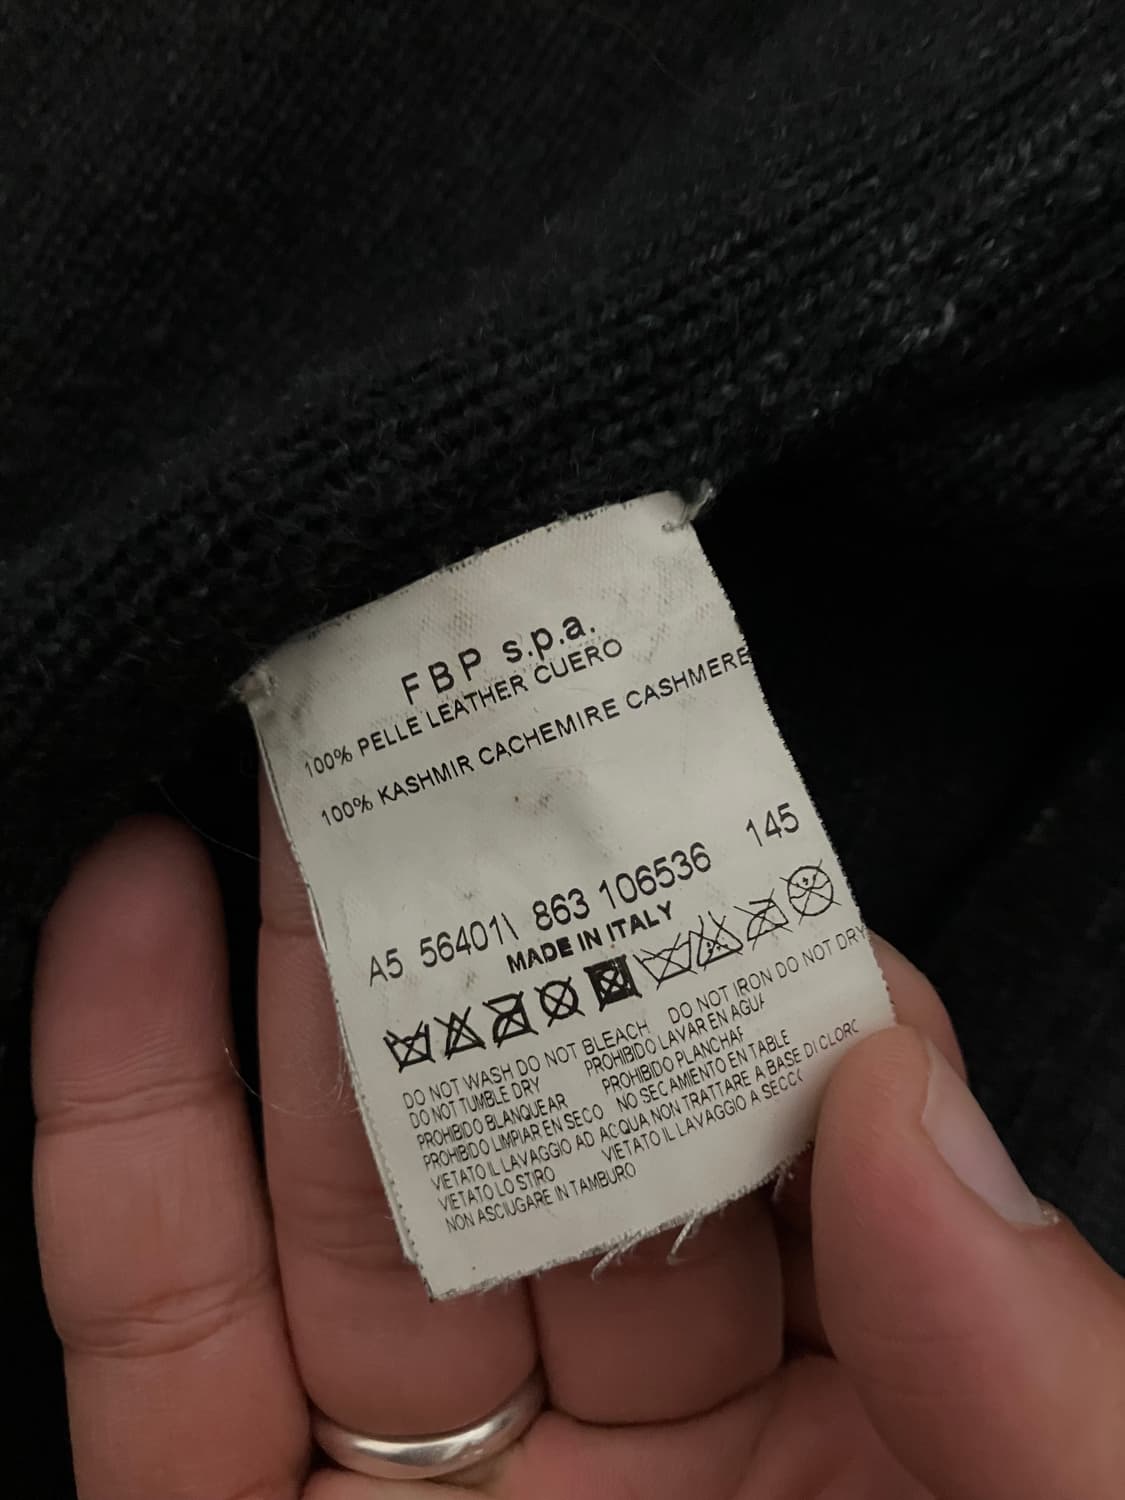 FBP s.p.a.
100% PELLE LEATHER CUERO
100% KASHMIR CACHEMIRE CASHMERE
A5 56401\ 863 106536 145
MADE IN ITALY
DO NOT WASH DO NOT BLEACH DO NOT IRON DO NOT DRY
DO NOT TUMBLE DRY PROHIBIDO LAVAR EN AGUA
PROHIBIDO BLANQUEAR PROHIBIDO PLANCHAR
PROHIBIDO LIMPIAR EN SECO NO SECAMIENTO EN TABLE
VIETATO IL LAVAGGIO AD ACQUA NON TRATTARE A BASE DI CLORO
VIETATO LO STIRO VIETATO IL LAVAGGIO A SECCO
NON ASCIUGARE IN TAMBURO